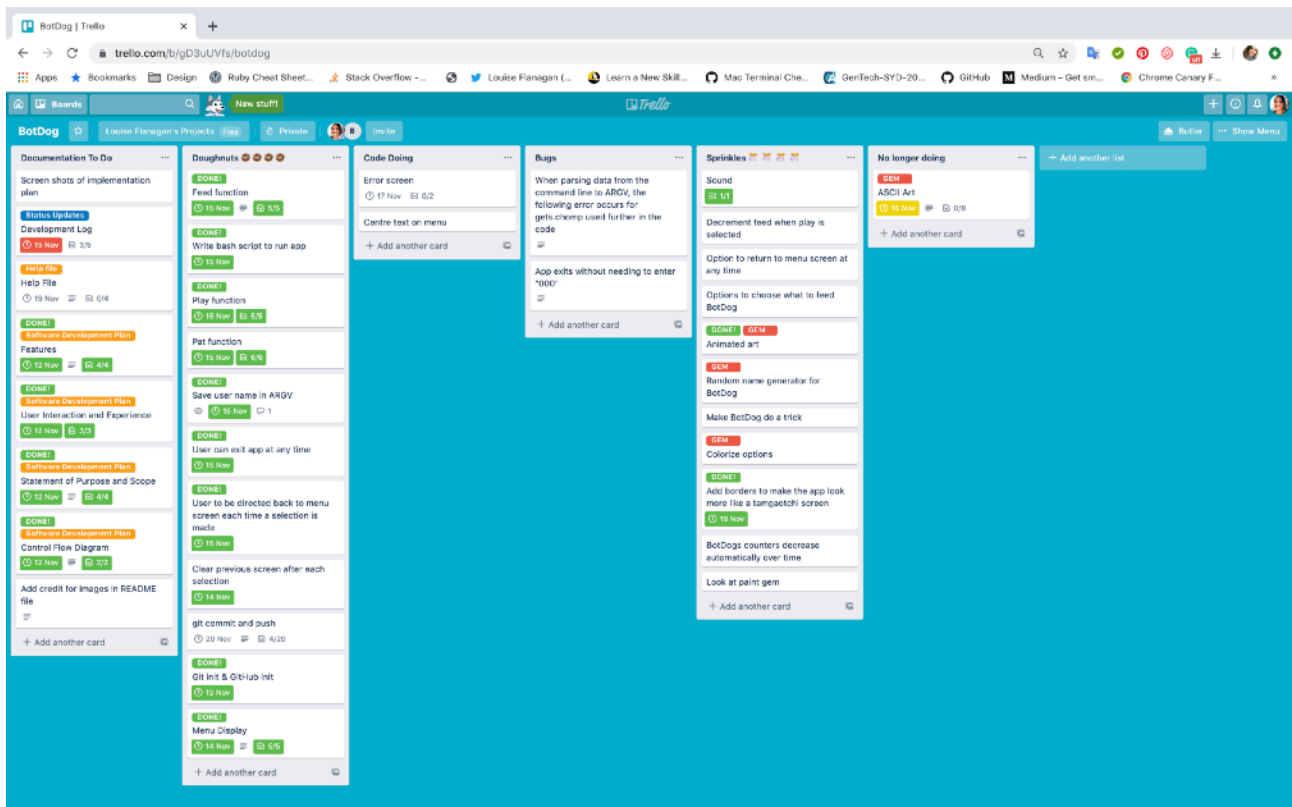 BotDog | Trello
trello.com/b/gD3uUVfs/botdog
Apps Bookmarks Design Ruby Cheat Sheet... Stack Overflow -... Louise Flanagan (... Learn a New Skill... Mac Terminal Che... GenTech-SYD-20... GitHub Medium – Get sm... Chrome Canary F... »
Boards New stuff! Trello
BotDog Louise Flanagan's Projects Free Private B Invite Butler ... Show Menu
Documentation To Do ...
Screen shots of implementation
plan
Status Updates
Development Log
15 Nov 3/5
Help file
Help File
19 Nov 0/4
DONE!
Software Development Plan
Features
12 Nov 4/4
DONE!
Software Development Plan
User Interaction and Experience
12 Nov 3/3
DONE!
Software Development Plan
Statement of Purpose and Scope
12 Nov 4/4
DONE!
Software Development Plan
Control Flow Diagram
12 Nov 2/2
Add credit for images in README
file
+ Add another card
Doughnuts ...
DONE!
Feed function
15 Nov 5/5
DONE!
Write bash script to run app
15 Nov
DONE!
Play function
16 Nov
Pat function
15 Nov 6/6
DONE!
Save user name in ARGV
15 Nov 1
DONE!
User can exit app at any time
15 Nov
DONE!
User to be directed back to menu
screen each time a selection is
made
15 Nov
Clear previous screen after each
selection
14 Nov
git commit and push
20 Nov 4/20
DONE!
Git init & GitHub init
12 Nov
DONE!
Menu Display
14 Nov
+ Add another card
Code Doing ...
Error screen
17 Nov 0/2
Centre text on menu
+ Add another card
Bugs ...
When parsing data from the
command line to ARGV, the
following error occurs for
gets.chomp used further in the
code
App exits without needing to enter
"000"
+ Add another card
Sprinkles ...
Sound
1/1
Decrement feed when play is
selected
Option to return to menu screen at
any time
Options to choose what to feed
BotDog
DONE! GEM
Animated art
GEM
Random name generator for
BotDog
Make BotDog do a trick
GEM
Colorize options
DONE!
Add borders to make the app look
more like a tamgaotchi screen
19 Nov
BotDogs counters decrease
automatically over time
Look at paint gem
+ Add another card
No longer doing ...
GEM
ASCII Art
16 Nov 0/8
+ Add another card
+ Add another list